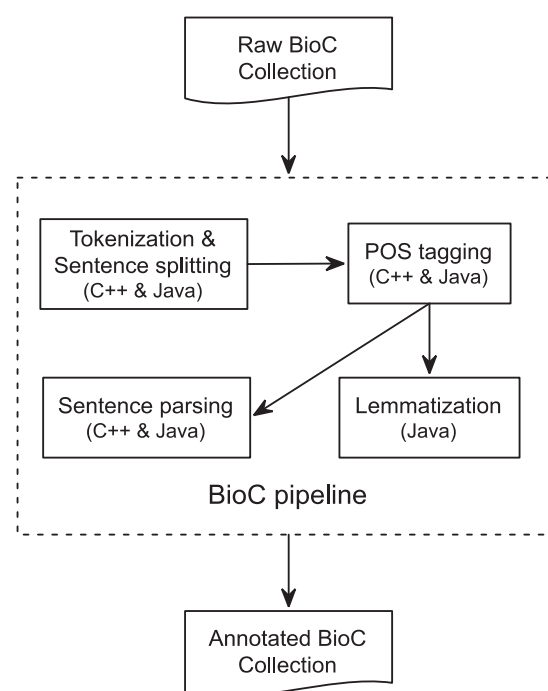 Raw BioC
Collection
Tokenization &
Sentence splitting
(C++ & Java)
POS tagging
(C++ & Java)
Sentence parsing
(C++ & Java)
Lemmatization
(Java)
BioC pipeline
Annotated BioC
Collection